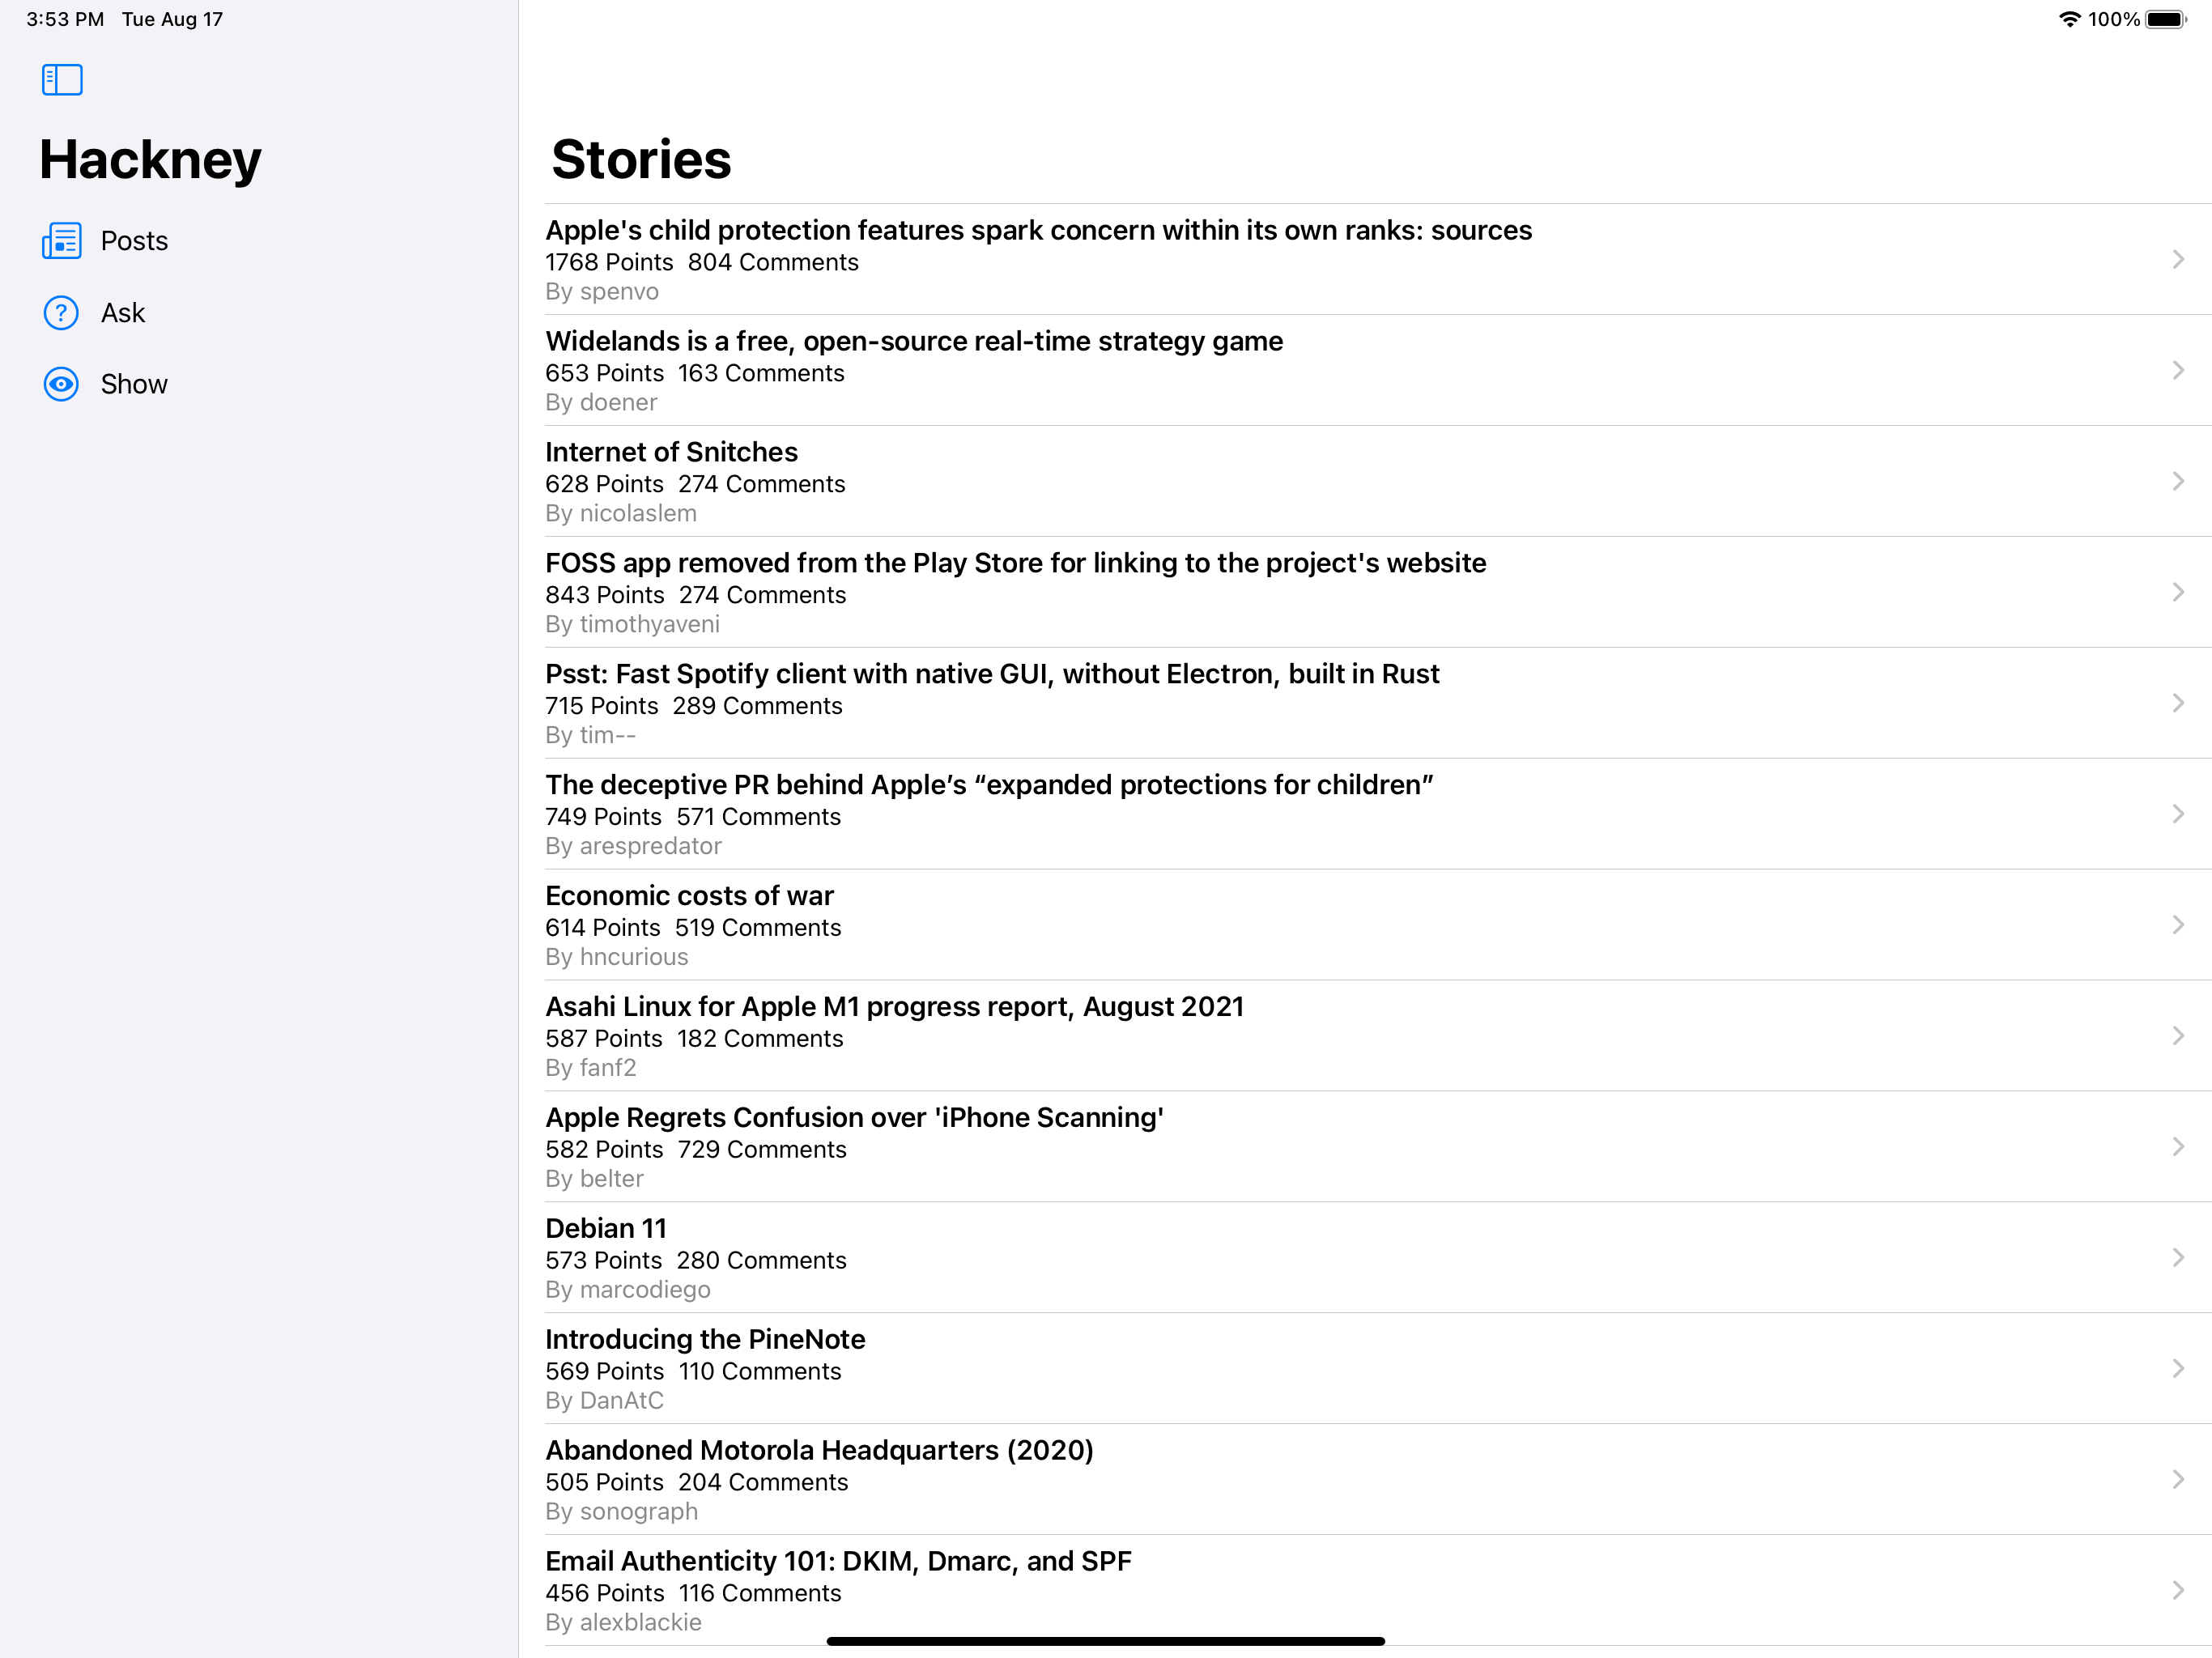 3:53 PM Tue Aug 17
100%
Hackney
Posts
Ask
Show
Stories
Apple's child protection features spark concern within its own ranks: sources
1768 Points 804 Comments
By spenvo
Widelands is a free, open-source real-time strategy game
653 Points 163 Comments
By doener
Internet of Snitches
628 Points 274 Comments
By nicolaslem
FOSS app removed from the Play Store for linking to the project's website
843 Points 274 Comments
By timothyaveni
Psst: Fast Spotify client with native GUI, without Electron, built in Rust
715 Points 289 Comments
By tim--
The deceptive PR behind Apple’s “expanded protections for children”
749 Points 571 Comments
By arespredator
Economic costs of war
614 Points 519 Comments
By hncurious
Asahi Linux for Apple M1 progress report, August 2021
587 Points 182 Comments
By fanf2
Apple Regrets Confusion over 'iPhone Scanning'
582 Points 729 Comments
By belter
Debian 11
573 Points 280 Comments
By marcodiego
Introducing the PineNote
569 Points 110 Comments
By DanAtC
Abandoned Motorola Headquarters (2020)
505 Points 204 Comments
By sonograph
Email Authenticity 101: DKIM, Dmarc, and SPF
456 Points 116 Comments
By alexblackie